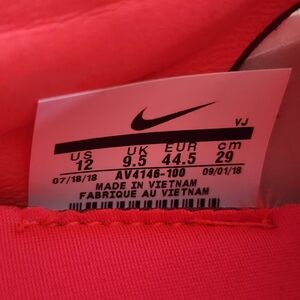 VJ
US UK EUR cm
12 9.5 44.5 29
07/18/18 AV4146-100 09/01/18
MADE IN VIETNAM
FABRIQUE AU VIETNAM